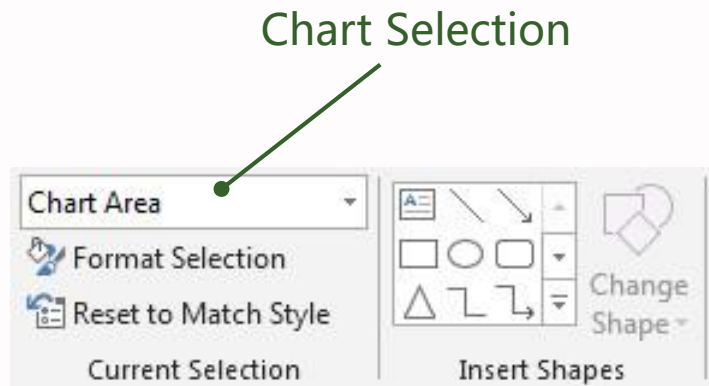 Chart Selection
Chart Area
Format Selection
Reset to Match Style
Current Selection
A
Change
Shape
Insert Shapes